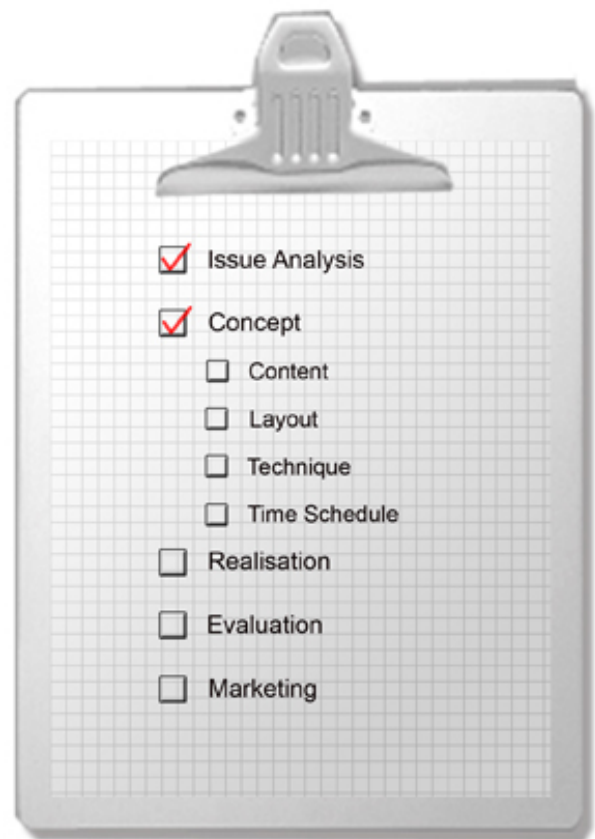 Issue Analysis
Concept
Content
Layout
Technique
Time Schedule
Realisation
Evaluation
Marketing